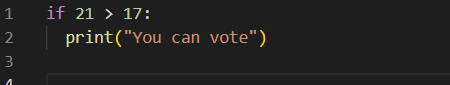 1 if 21 > 17:
2   print("You can vote")
3
4